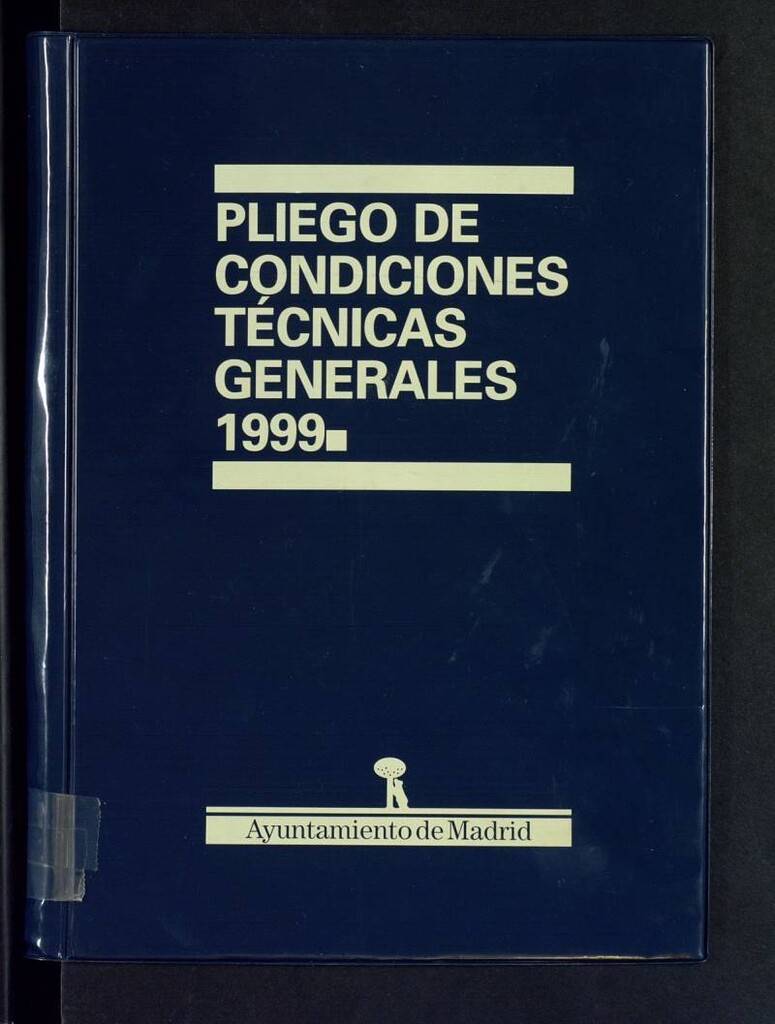 PLIEGO DE
CONDICIONES
TÉCNICAS
GENERALES
1999
Ayuntamiento de Madrid